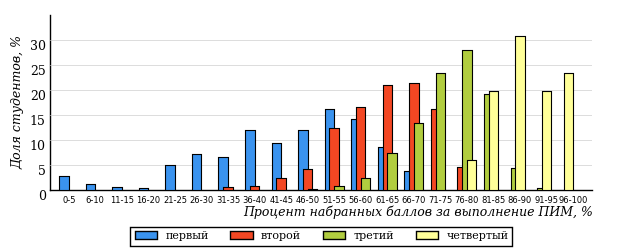 Доля студентов, %
30
25
20
15
10
5
0
0-5 6-10 11-15 16-20 21-25 26-30 31-35 36-40 41-45 46-50 51-55 56-60 61-65 66-70 71-75 76-80 81-85 86-90 91-95 96-100
Процент набранных баллов за выполнение ПИМ, %
первый второй третий четвертый